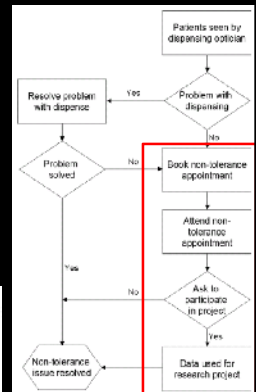 Patients seen by
dispensing optician
Yes
Problem with
dispensing
Resolve problem
with dispense
No
Problem
solved
No
Book non-tolerance
appointment
Attend non-
tolerance
appointment
Yes
No
Ask to
participate
in project
Yes
Non-tolerance
issue resolved
Data used for
research project